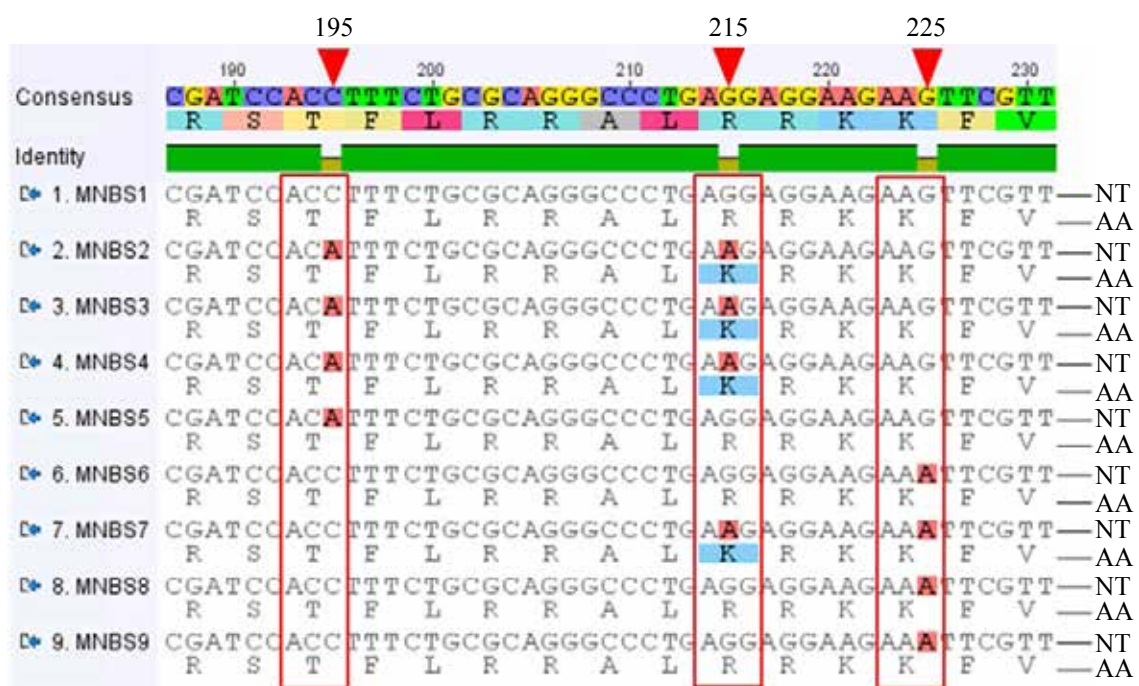 195 215 225
190 200 210 220 230
Consensus CGATCCACCTTTCTGCGCAGGGCCCTGAGGAGGAAGAAGTTCGTT
R S T F L R R A L R R K K F V
Identity
1. MNBS1 CGATCCACCTTTCTGCGCAGGGCCCTGAGGAGGAAGAAGTTCGTT NT
R S T F L R R A L R R K K F V AA
2. MNBS2 CGATCCACATTTCTGCGCAGGGCCCTGAAGAGGAAGAAGTTCGTT NT
R S T F L R R A L K R K K F V AA
3. MNBS3 CGATCCACATTTCTGCGCAGGGCCCTGAAGAGGAAGAAGTTCGTT NT
R S T F L R R A L K R K K F V AA
4. MNBS4 CGATCCACATTTCTGCGCAGGGCCCTGAAGAGGAAGAAGTTCGTT NT
R S T F L R R A L K R K K F V AA
5. MNBS5 CGATCCACATTTCTGCGCAGGGCCCTGAGGAGGAAGAAGTTCGTT NT
R S T F L R R A L R R K K F V AA
6. MNBS6 CGATCCACCTTTCTGCGCAGGGCCCTGAGGAGGAAGAAATTCGTT NT
R S T F L R R A L R R K K F V AA
7. MNBS7 CGATCCACCTTTCTGCGCAGGGCCCTGAAGAGGAAGAAATTCGTT NT
R S T F L R R A L K R K K F V AA
8. MNBS8 CGATCCACCTTTCTGCGCAGGGCCCTGAGGAGGAAGAAATTCGTT NT
R S T F L R R A L R R K K F V AA
9. MNBS9 CGATCCACCTTTCTGCGCAGGGCCCTGAGGAGGAAGAAATTCGTT NT
R S T F L R R A L R R K K F V AA